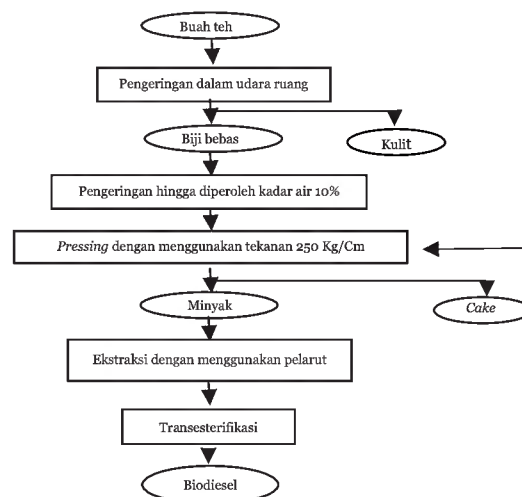 Buah teh
Pengeringan dalam udara ruang
Biji bebas
Kulit
Pengeringan hingga diperoleh kadar air 10%
Pressing dengan menggunakan tekanan 250 Kg/Cm
Minyak
Cake
Ekstraksi dengan menggunakan pelarut
Transesterifikasi
Biodiesel